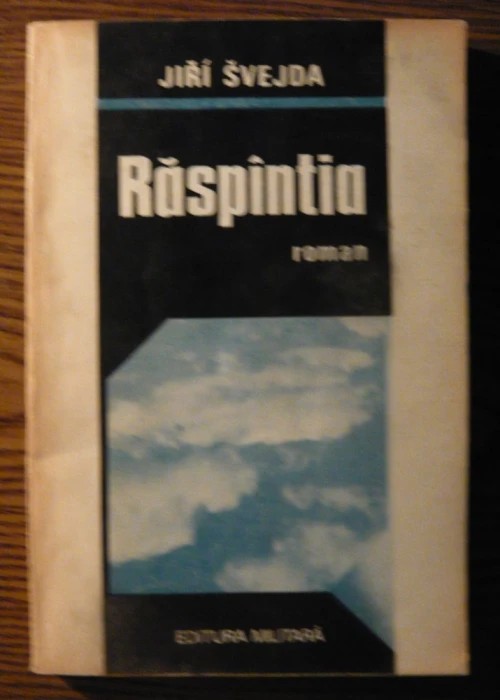 JIŘÍ ŠVEJDA
Răspîntia
roman
EDITURA MILITARĂ